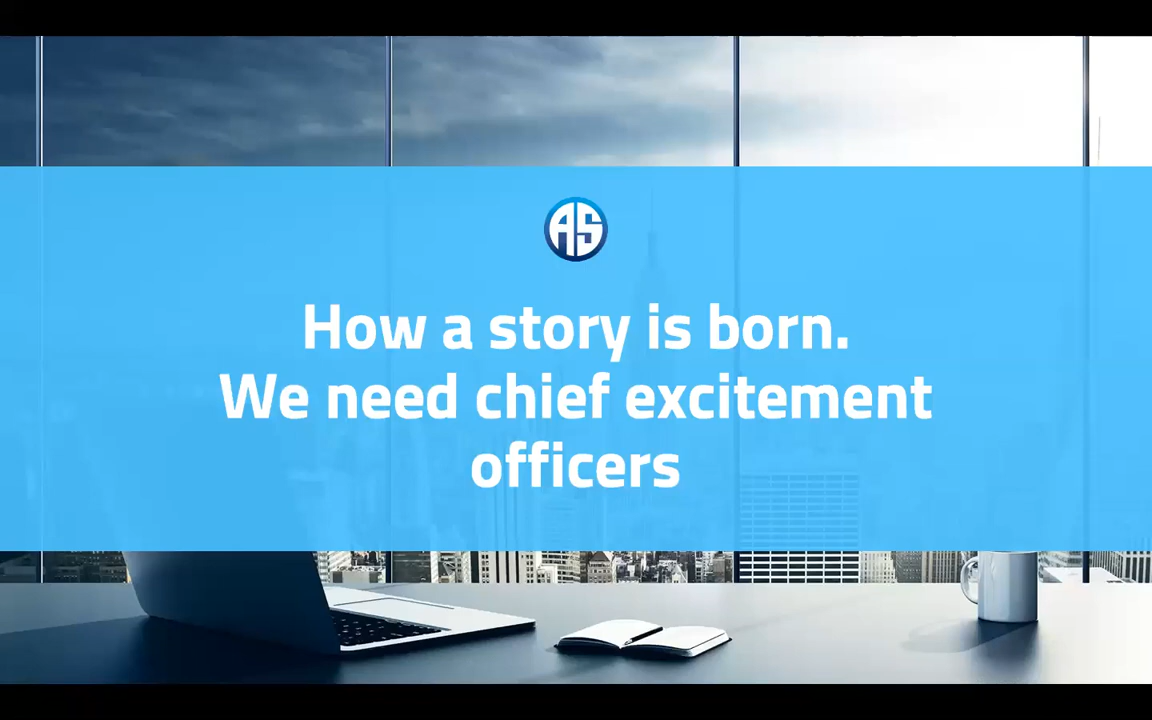 AS
How a story is born.
We need chief excitement
officers